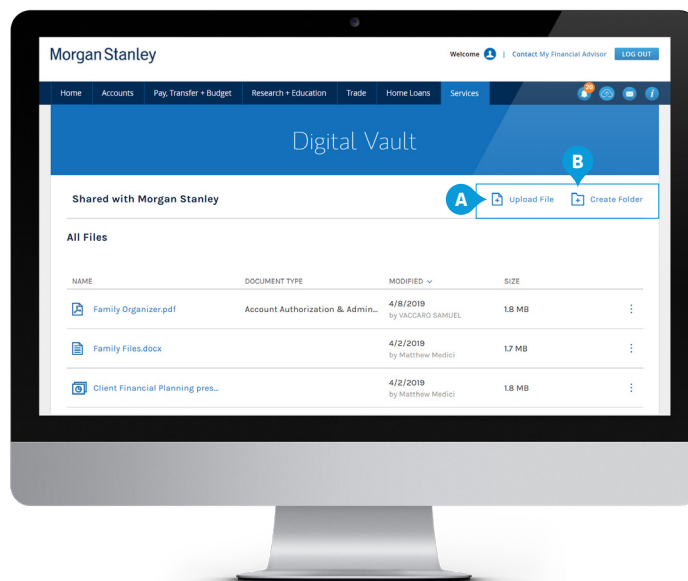 Morgan Stanley
Welcome | Contact My Financial Advisor LOG OUT
Home Accounts Pay, Transfer + Budget Research + Education Trade Home Loans Services 20 i
Digital Vault
B
Shared with Morgan Stanley A Upload File Create Folder
All Files
NAME DOCUMENT TYPE MODIFIED SIZE
Family Organizer.pdf Account Authorization & Admin... 4/8/2019 1.8 MB
by VACCARO SAMUEL
Family Files.docx 4/2/2019 1.7 MB
by Matthew Medici
Client Financial Planning pres... 4/2/2019 1.8 MB
by Matthew Medici